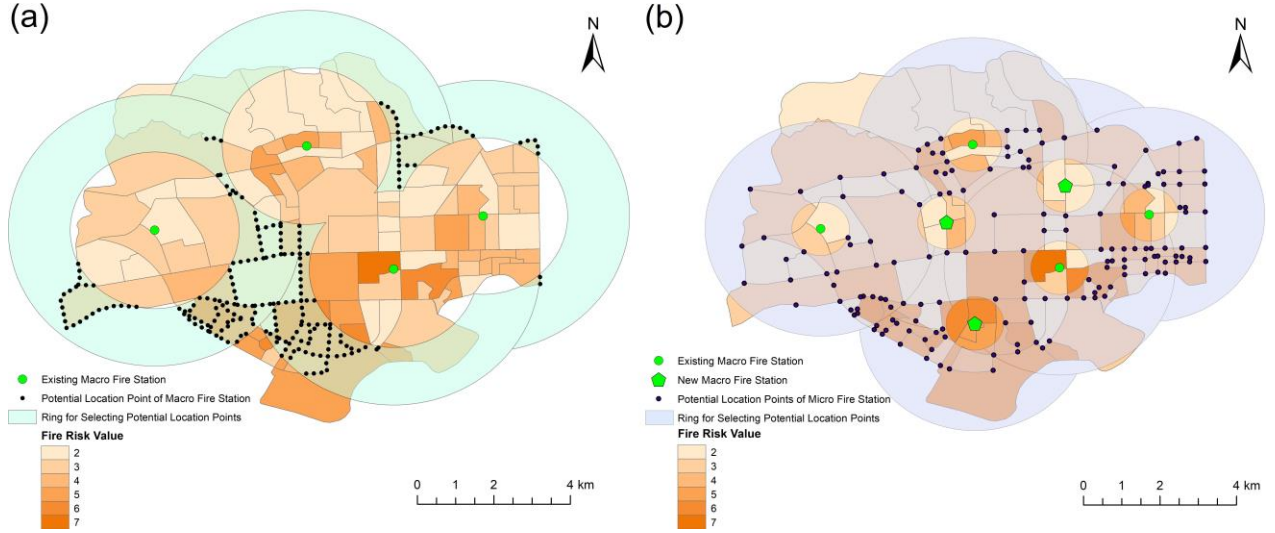 (a)
N
Existing Macro Fire Station
Potential Location Point of Macro Fire Station
Ring for Selecting Potential Location Points
Fire Risk Value
2
3
4
5
6
7
0 1 2 4 km
(b)
N
Existing Macro Fire Station
New Macro Fire Station
Potential Location Points of Micro Fire Station
Ring for Selecting Potential Location Points
Fire Risk Value
2
3
4
5
6
7
0 1 2 4 km